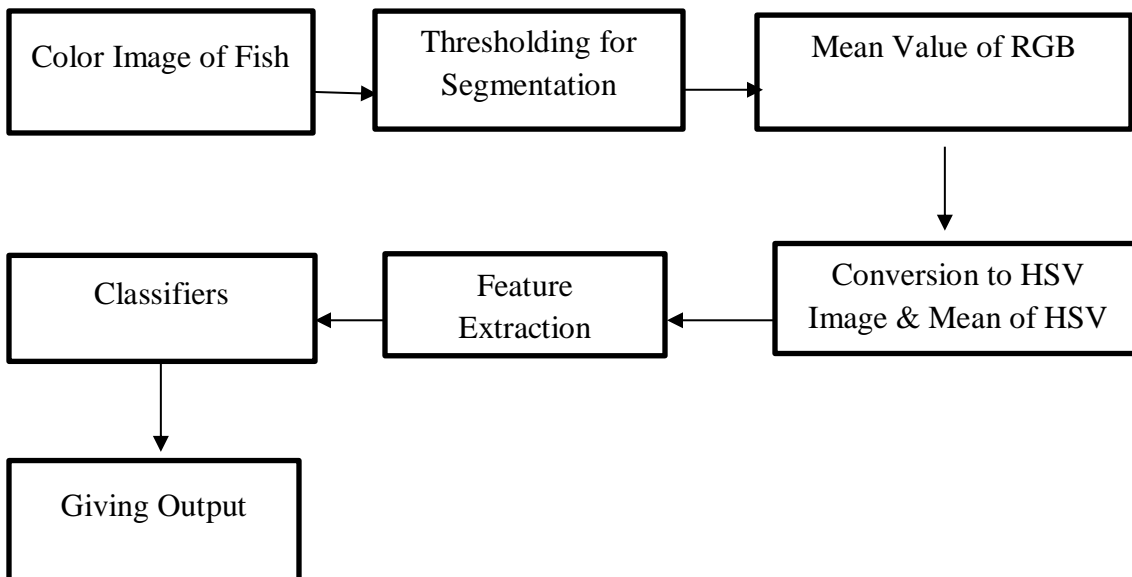 Color Image of Fish
Thresholding for
Segmentation
Mean Value of RGB
Conversion to HSV
Image & Mean of HSV
Feature
Extraction
Classifiers
Giving Output